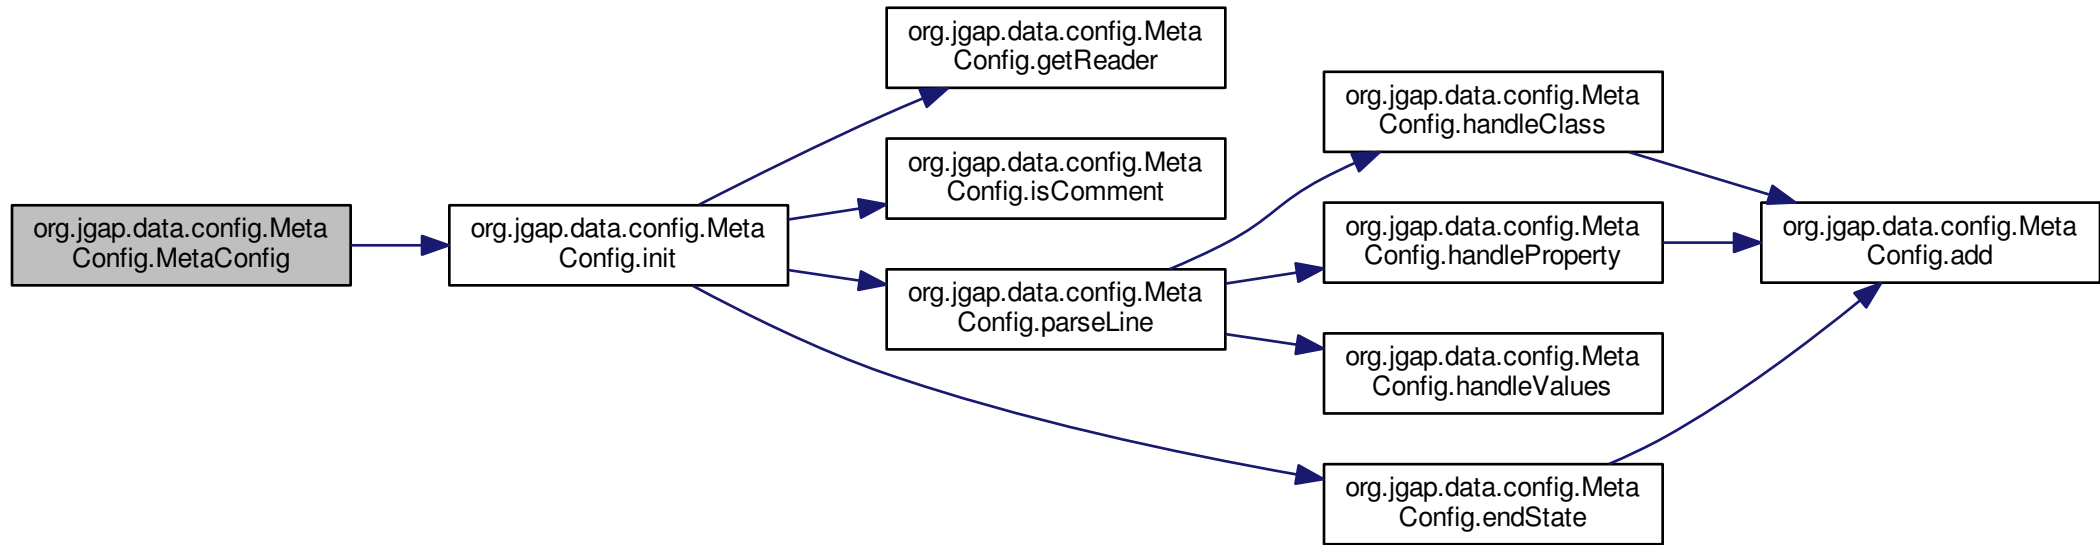 org.jgap.data.config.Meta
Config.MetaConfig
org.jgap.data.config.Meta
Config.init
org.jgap.data.config.Meta
Config.getReader
org.jgap.data.config.Meta
Config.isComment
org.jgap.data.config.Meta
Config.parseLine
org.jgap.data.config.Meta
Config.handleClass
org.jgap.data.config.Meta
Config.handleProperty
org.jgap.data.config.Meta
Config.handleValues
org.jgap.data.config.Meta
Config.endState
org.jgap.data.config.Meta
Config.add